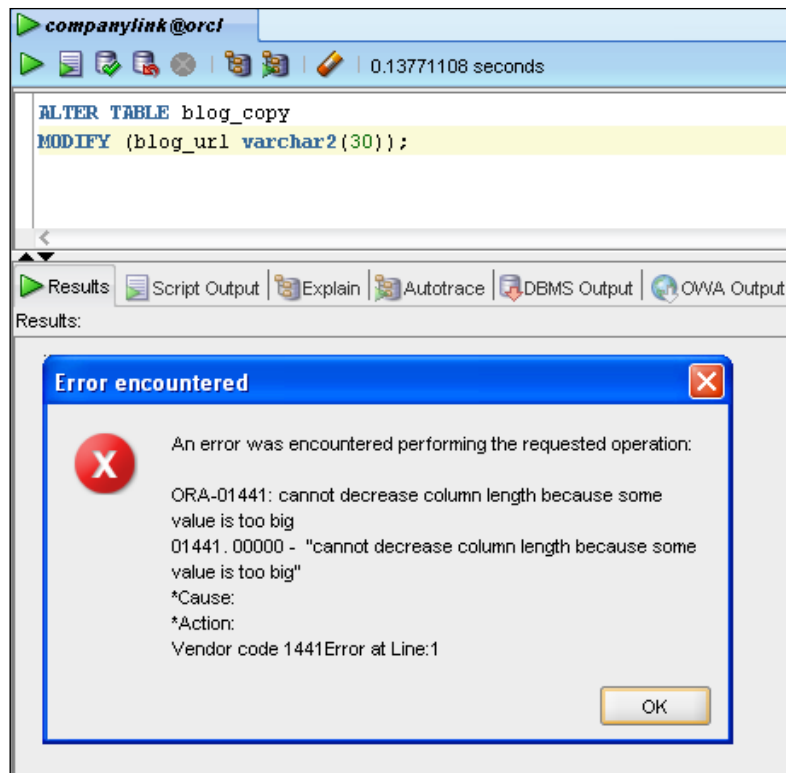 companylink@orcl
0.13771108 seconds
ALTER TABLE blog_copy
MODIFY (blog_url varchar2(30));
Results Script Output Explain Autotrace DBMS Output OWA Output
Results:
Error encountered
An error was encountered performing the requested operation:
ORA-01441: cannot decrease column length because some
value is too big
01441. 00000 - "cannot decrease column length because some
value is too big"
*Cause:
*Action:
Vendor code 1441Error at Line:1
OK